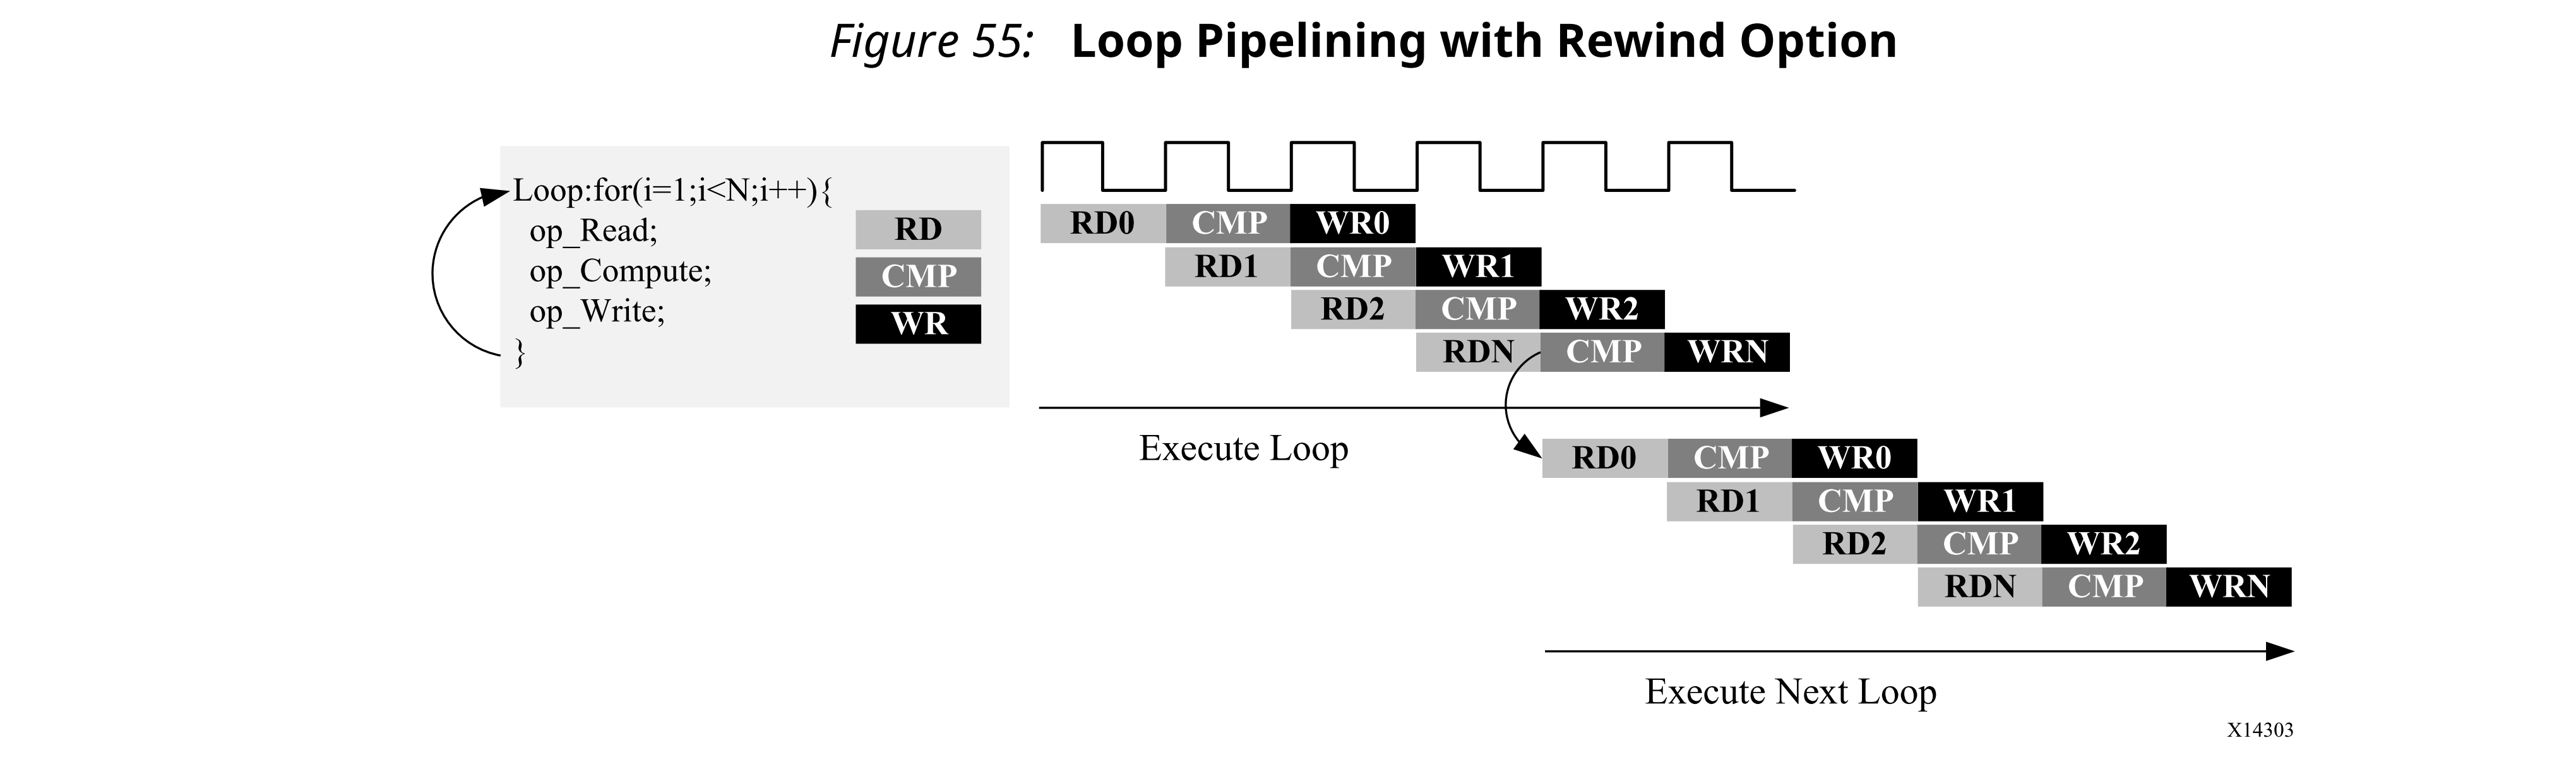 Figure 55: Loop Pipelining with Rewind Option
Loop:for(i=1;i<N;i++){
op_Read;
op_Compute;
op_Write;
}
RD
CMP
WR
RD0 CMP WR0
RD1 CMP WR1
RD2 CMP WR2
RDN CMP WRN
Execute Loop
RD0 CMP WR0
RD1 CMP WR1
RD2 CMP WR2
RDN CMP WRN
Execute Next Loop
X14303